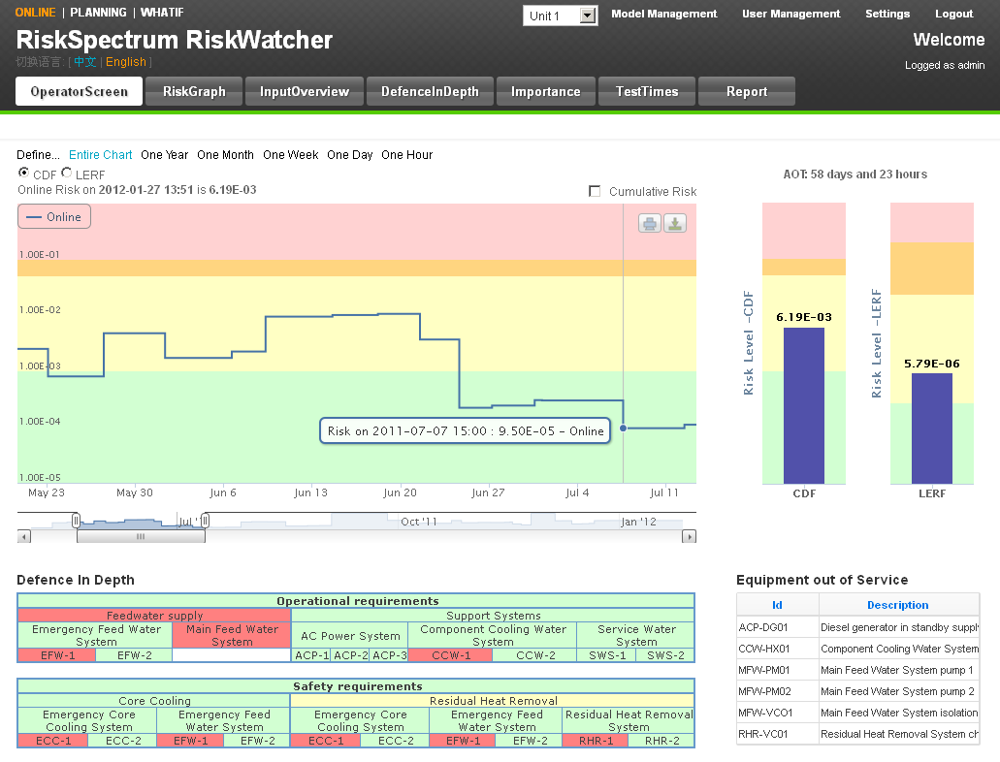 ONLINE | PLANNING | WHATIF
Unit 1
Model Management
User Management
Settings
Logout
RiskSpectrum RiskWatcher
Welcome
切换语言: [ 中文 | English ]
Logged as admin
OperatorScreen
RiskGraph
InputOverview
DefenceInDepth
Importance
TestTimes
Report
Define... Entire Chart One Year One Month One Week One Day One Hour
CDF LERF
Online Risk on 2012-01-27 13:51 is 6.19E-03
Cumulative Risk
AOT: 58 days and 23 hours
Online
1.00E-01
1.00E-02
1.00E-03
1.00E-04
1.00E-05
Risk on 2011-07-07 15:00 : 9.50E-05 - Online
May 23 May 30 Jun 6 Jun 13 Jun 20 Jun 27 Jul 4 Jul 11
Jul '
Oct '11
Jan '12
Risk Level -CDF
6.19E-03
CDF
Risk Level -LERF
5.79E-06
LERF
Defence In Depth
Operational requirements
Feedwater supply
Support Systems
Emergency Feed Water System
Main Feed Water System
AC Power System
Component Cooling Water System
Service Water System
EFW-1 EFW-2 ACP-1 ACP-2 ACP-3 CCW-1 CCW-2 SWS-1 SWS-2
Safety requirements
Core Cooling
Residual Heat Removal
Emergency Core Cooling System
Emergency Feed Water System
Emergency Core Cooling System
Emergency Feed Water System
Residual Heat Removal System
ECC-1 ECC-2 EFW-1 EFW-2 ECC-1 ECC-2 EFW-1 EFW-2 RHR-1 RHR-2
Equipment out of Service
Id Description
ACP-DG01 Diesel generator in standby suppl
CCW-HX01 Component Cooling Water System
MFW-PM01 Main Feed Water System pump 1
MFW-PM02 Main Feed Water System pump 2
MFW-VC01 Main Feed Water System isolation
RHR-VC01 Residual Heat Removal System ch